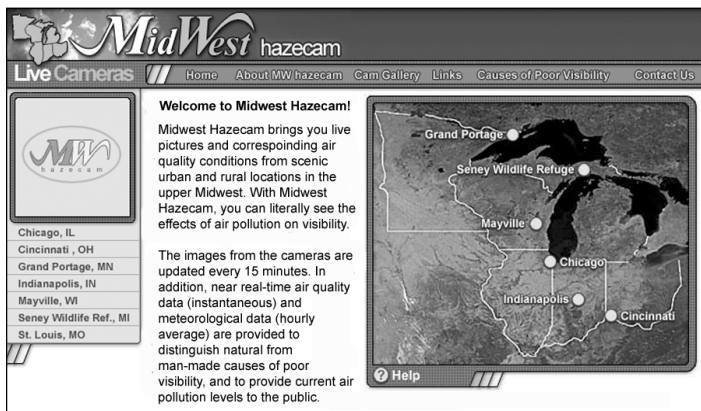 MidWest hazecam
Live Cameras
Home About MW hazecam Cam Gallery Links Causes of Poor Visibility Contact Us
MW
hazecam
Chicago, IL
Cincinnati , OH
Grand Portage, MN
Indianapolis, IN
Mayville, WI
Seney Wildlife Ref., MI
St. Louis, MO
Welcome to Midwest Hazecam!
Midwest Hazecam brings you live
pictures and correspoinding air
quality conditions from scenic
urban and rural locations in the
upper Midwest. With Midwest
Hazecam, you can literally see the
effects of air pollution on visibility.
The images from the cameras are
updated every 15 minutes. In
addition, near real-time air quality
data (instantaneous) and
meteorological data (hourly
average) are provided to
distinguish natural from
man-made causes of poor
visibility, and to provide current air
pollution levels to the public.
Grand Portage
Seney Wildlife Refuge
Mayville
Chicago
Indianapolis
Cincinnati
? Help